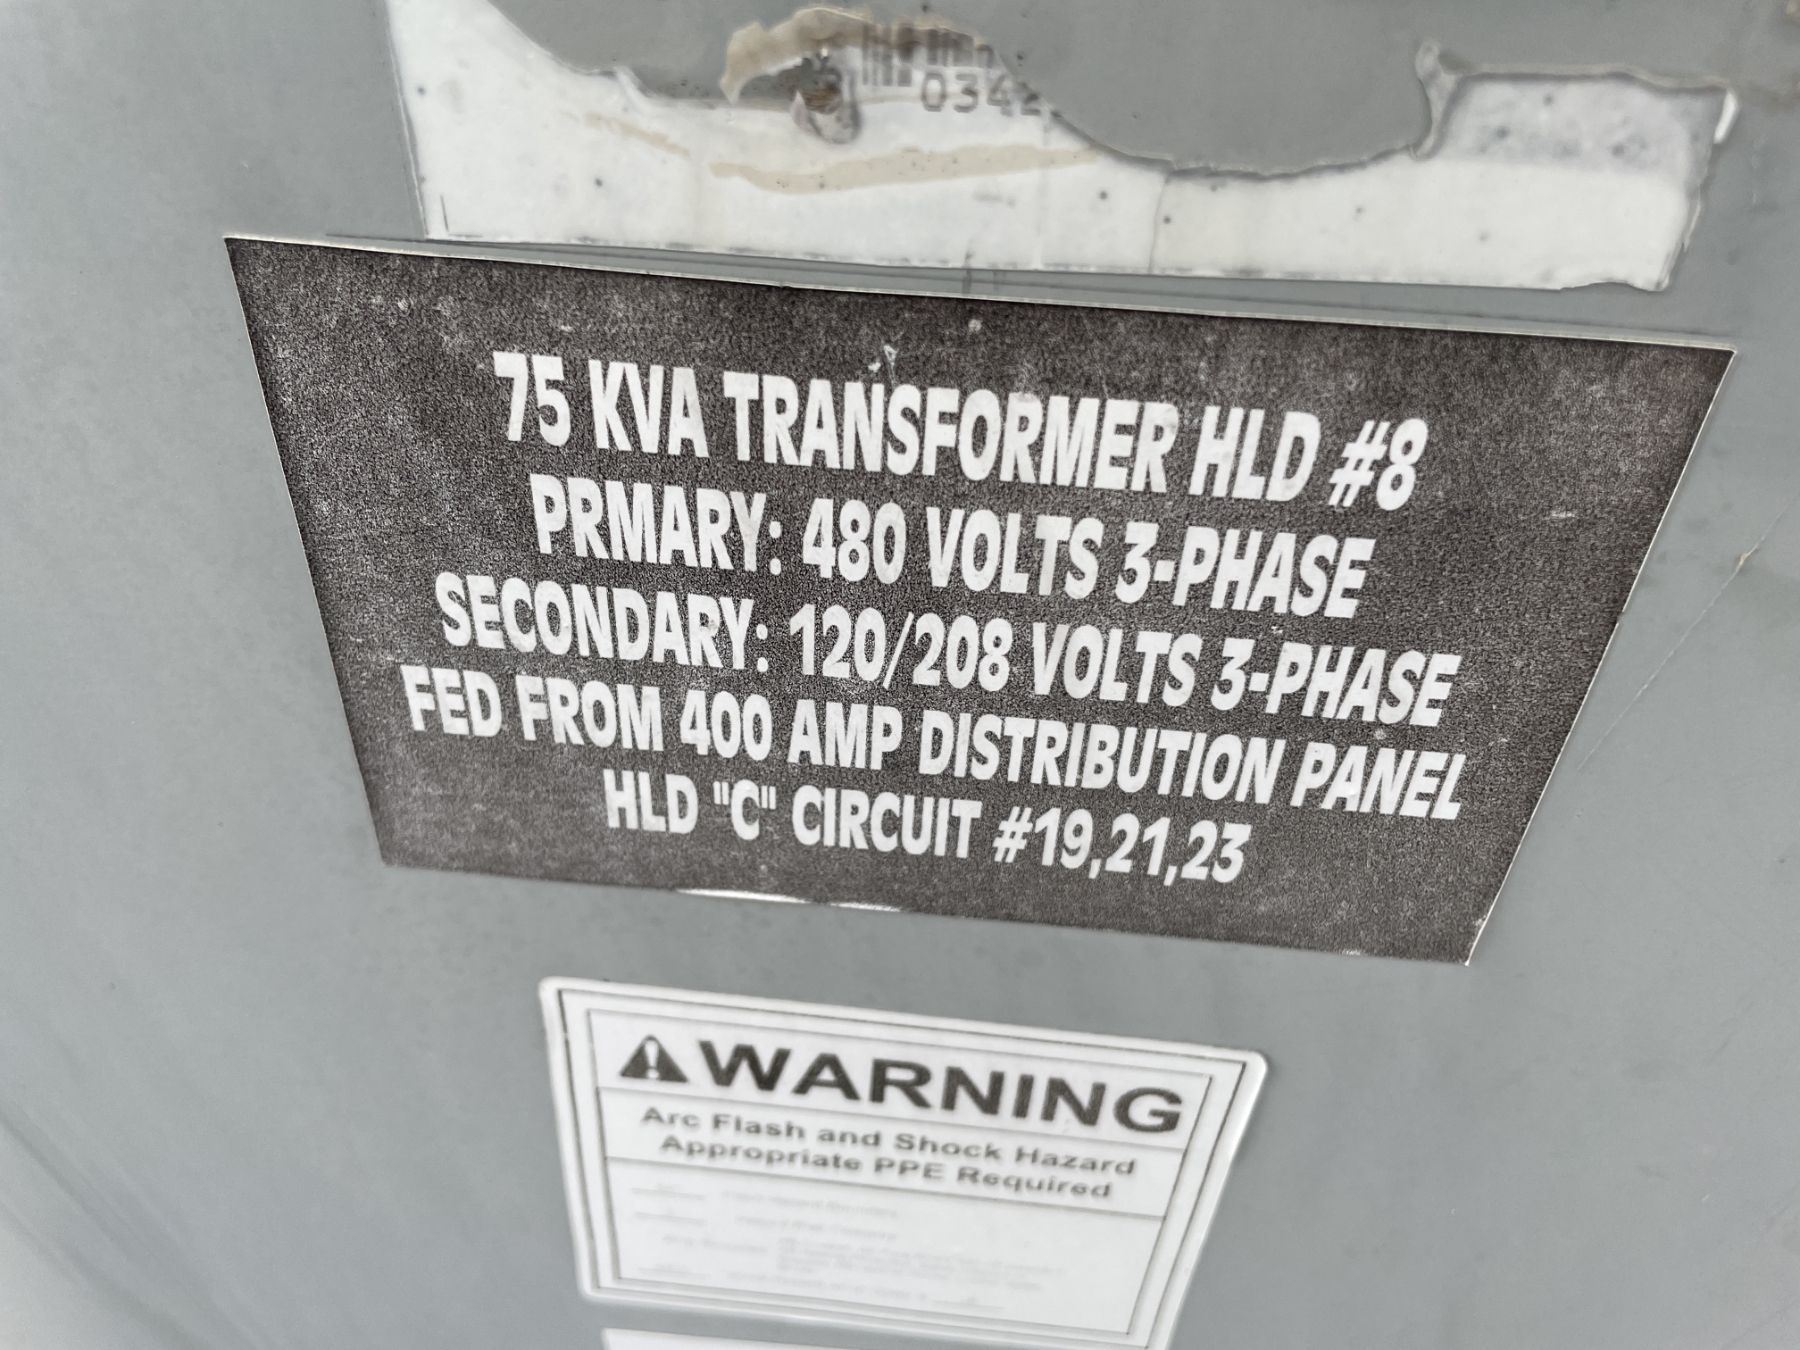 0342
75 KVA TRANSFORMER HLD #8
PRMARY: 480 VOLTS 3-PHASE
SECONDARY: 120/208 VOLTS 3-PHASE
FED FROM 400 AMP DISTRIBUTION PANEL
HLD "C" CIRCUIT #19,21,23
WARNING
Arc Flash and Shock Hazard
Appropriate PPE Required